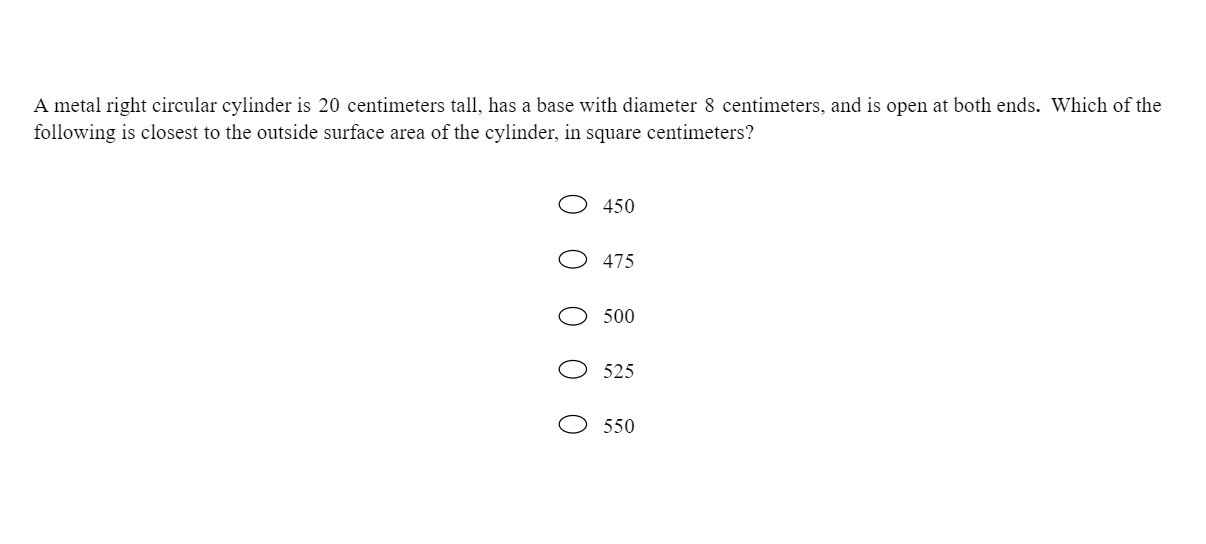 A metal right circular cylinder is 20 centimeters tall, has a base with diameter 8 centimeters, and is open at both ends. Which of the
following is closest to the outside surface area of the cylinder, in square centimeters?
450
475
500
525
550